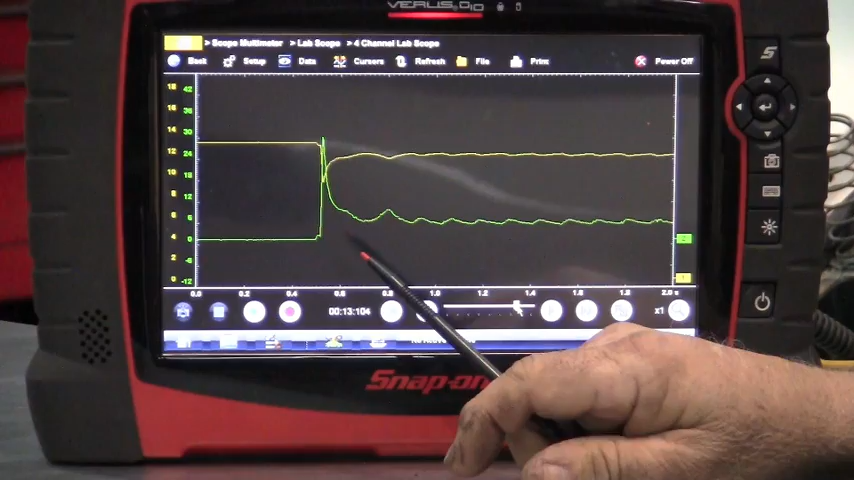 VERUS PRO
> Scope Multimeter > Lab Scope > 4 Channel Lab Scope
Back Setup Data Cursors Refresh File Print Power Off
S
18 42
16 36
14 30
12 24
10 18
8 12
6 6
4 0
2 -6
0 -12
0.0 0.2 0.4 0.6 0.8 1.0 1.2 1.4 1.6 1.8 2.0 s
00:13:104 x1
Snap-on